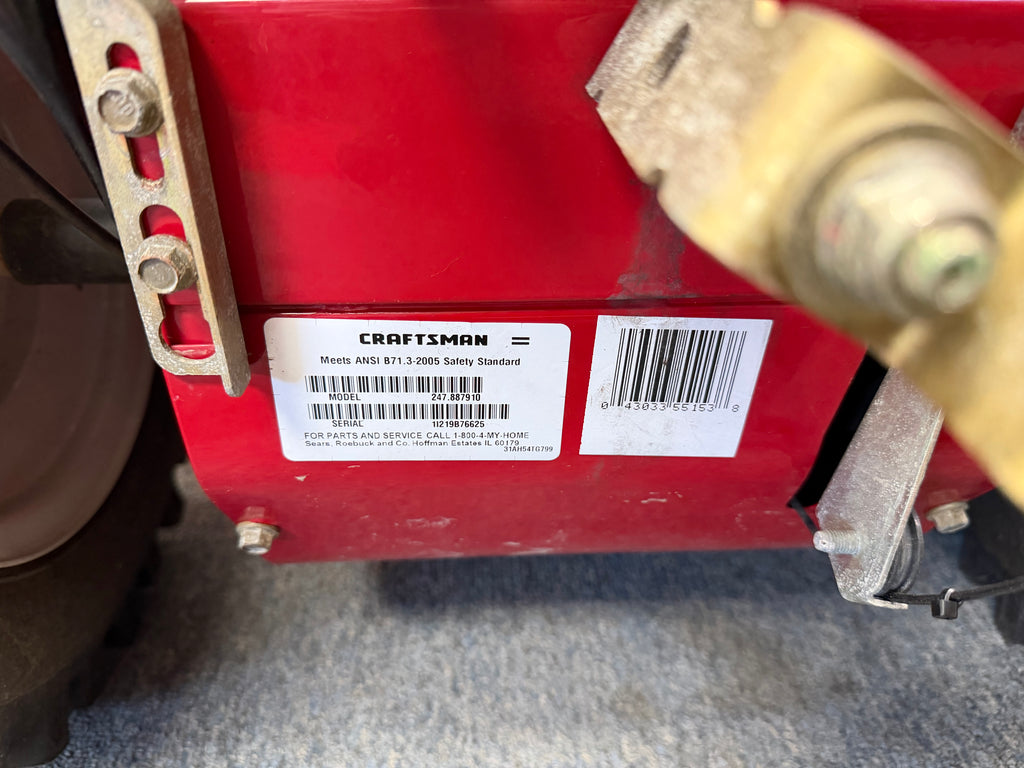 CRAFTSMAN
Meets ANSI B71.3-2005 Safety Standard
MODEL 247.887910
SERIAL 1I219B76625
FOR PARTS AND SERVICE CALL 1-800-4-MY-HOME
Sears, Roebuck and Co. Hoffman Estates IL 60179
31AH54TG799
0 43033 55153 8